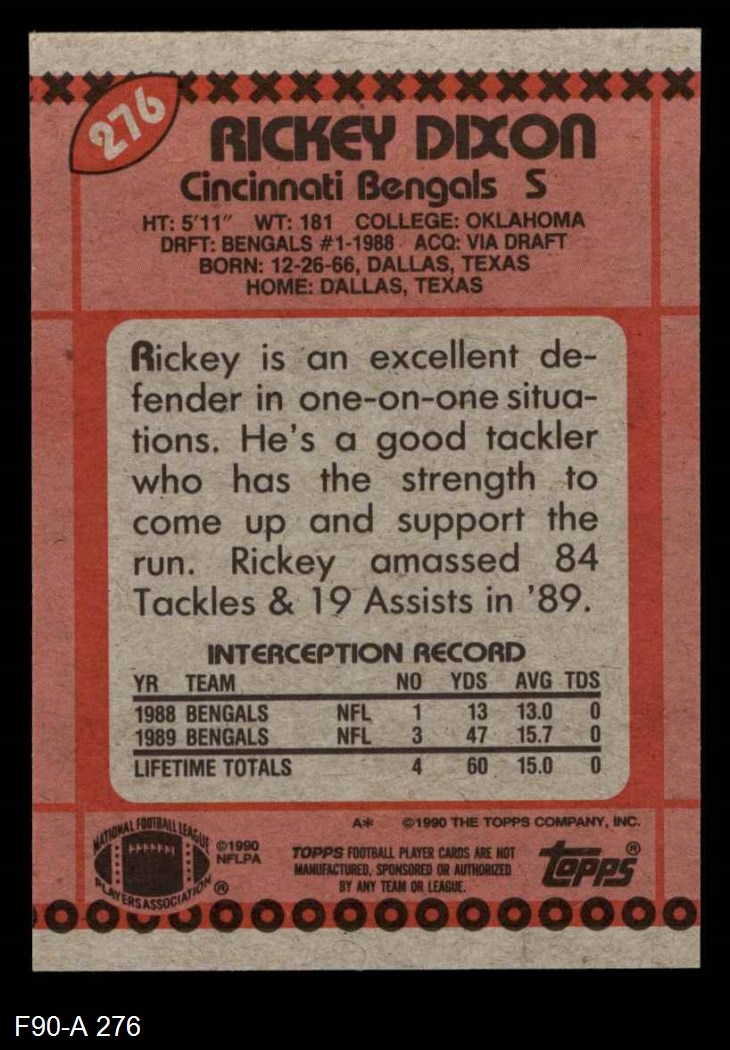 276
RICKEY DIXON
Cincinnati Bengals S
HT: 5'11" WT: 181 COLLEGE: OKLAHOMA
DRFT: BENGALS #1-1988 ACQ: VIA DRAFT
BORN: 12-26-66, DALLAS, TEXAS
HOME: DALLAS, TEXAS
Rickey is an excellent de-
fender in one-on-one situa-
tions. He's a good tackler
who has the strength to
come up and support the
run. Rickey amassed 84
Tackles & 19 Assists in '89.
INTERCEPTION RECORD
YR TEAM NO YDS AVG TDS
1988 BENGALS NFL 1 13 13.0 0
1989 BENGALS NFL 3 47 15.7 0
LIFETIME TOTALS 4 60 15.0 0
A* ©1990 THE TOPPS COMPANY, INC.
NATIONAL FOOTBALL LEAGUE
PLAYERS ASSOCIATION ®
©1990
NFLPA
TOPPS FOOTBALL PLAYER CARDS ARE NOT
MANUFACTURED, SPONSORED OR AUTHORIZED
BY ANY TEAM OR LEAGUE.
topps®
F90-A 276